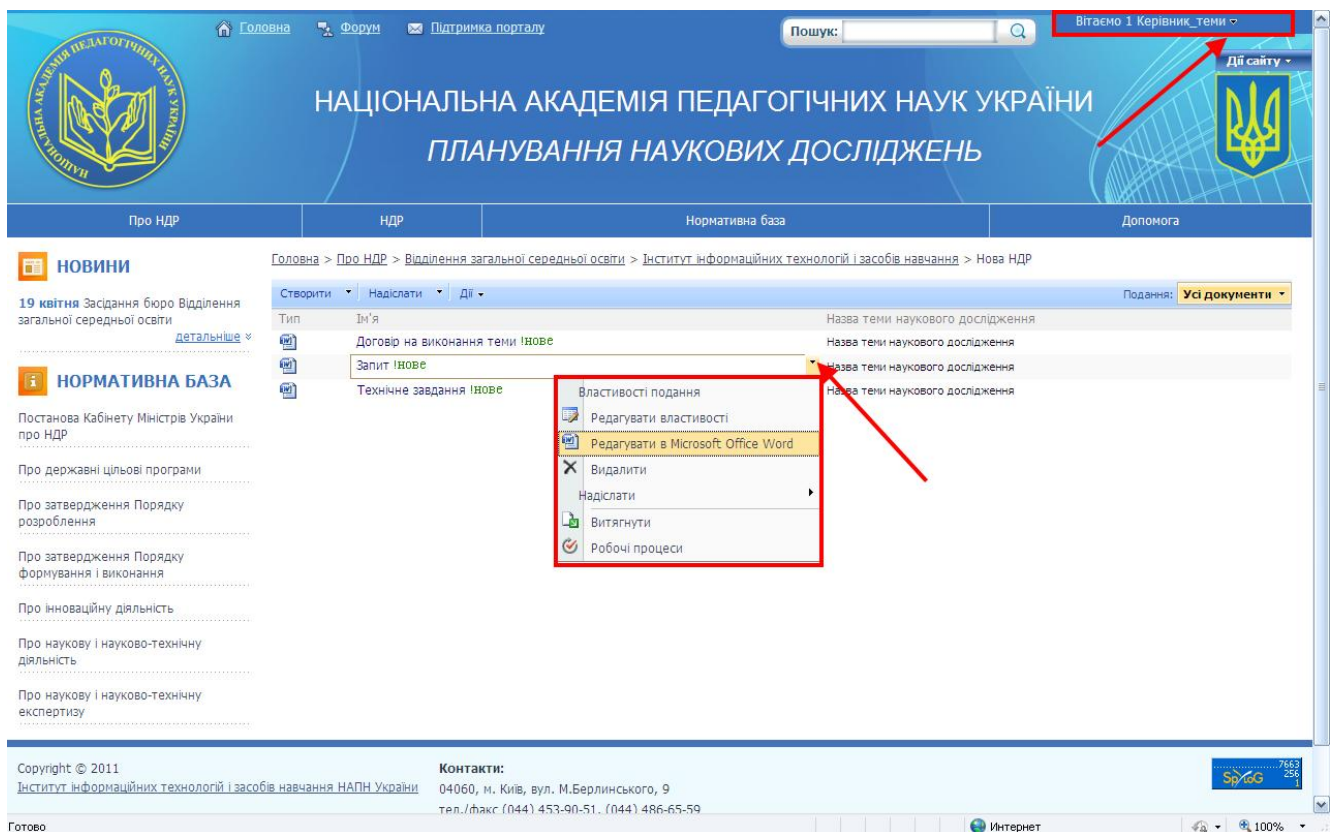 Головна Форум Підтримка порталу Пошук: Вітаємо 1 Керівник_теми
Дії сайту
НАЦІОНАЛЬНА АКАДЕМІЯ ПЕДАГОГІЧНИХ НАУК УКРАЇНИ
ПЛАНУВАННЯ НАУКОВИХ ДОСЛІДЖЕНЬ
НАЦІОНАЛЬНА АКАДЕМІЯ ПЕДАГОГІЧНИХ НАУК УКРАЇНИ
Про НДР НДР Нормативна база Допомога
НОВИНИ
19 квітня Засідання бюро Відділення
загальної середньої освіти
детальніше
НОРМАТИВНА БАЗА
Постанова Кабінету Міністрів України
про НДР
Про державні цільові програми
Про затвердження Порядку
розроблення
Про затвердження Порядку
формування і виконання
Про інноваційну діяльність
Про наукову і науково-технічну
діяльність
Про наукову і науково-технічну
експертизу
Головна > Про НДР > Відділення загальної середньої освіти > Інститут інформаційних технологій і засобів навчання > Нова НДР
Створити Надіслати Дії Подання: Усі документи
Тип Ім'я Назва теми наукового дослідження
Договір на виконання теми !нове Назва теми наукового дослідження
Запит !нове Назва теми наукового дослідження
Технічне завдання !нове Назва теми наукового дослідження
Властивості подання
Редагувати властивості
Редагувати в Microsoft Office Word
Видалити
Надіслати
Витягнути
Робочі процеси
Copyright © 2011
Інститут інформаційних технологій і засобів навчання НАПН України
Контакти:
04060, м. Київ, вул. М.Берлинського, 9
тел./факс (044) 453-90-51, (044) 486-65-59
7663
256
1
Готово Интернет 100%